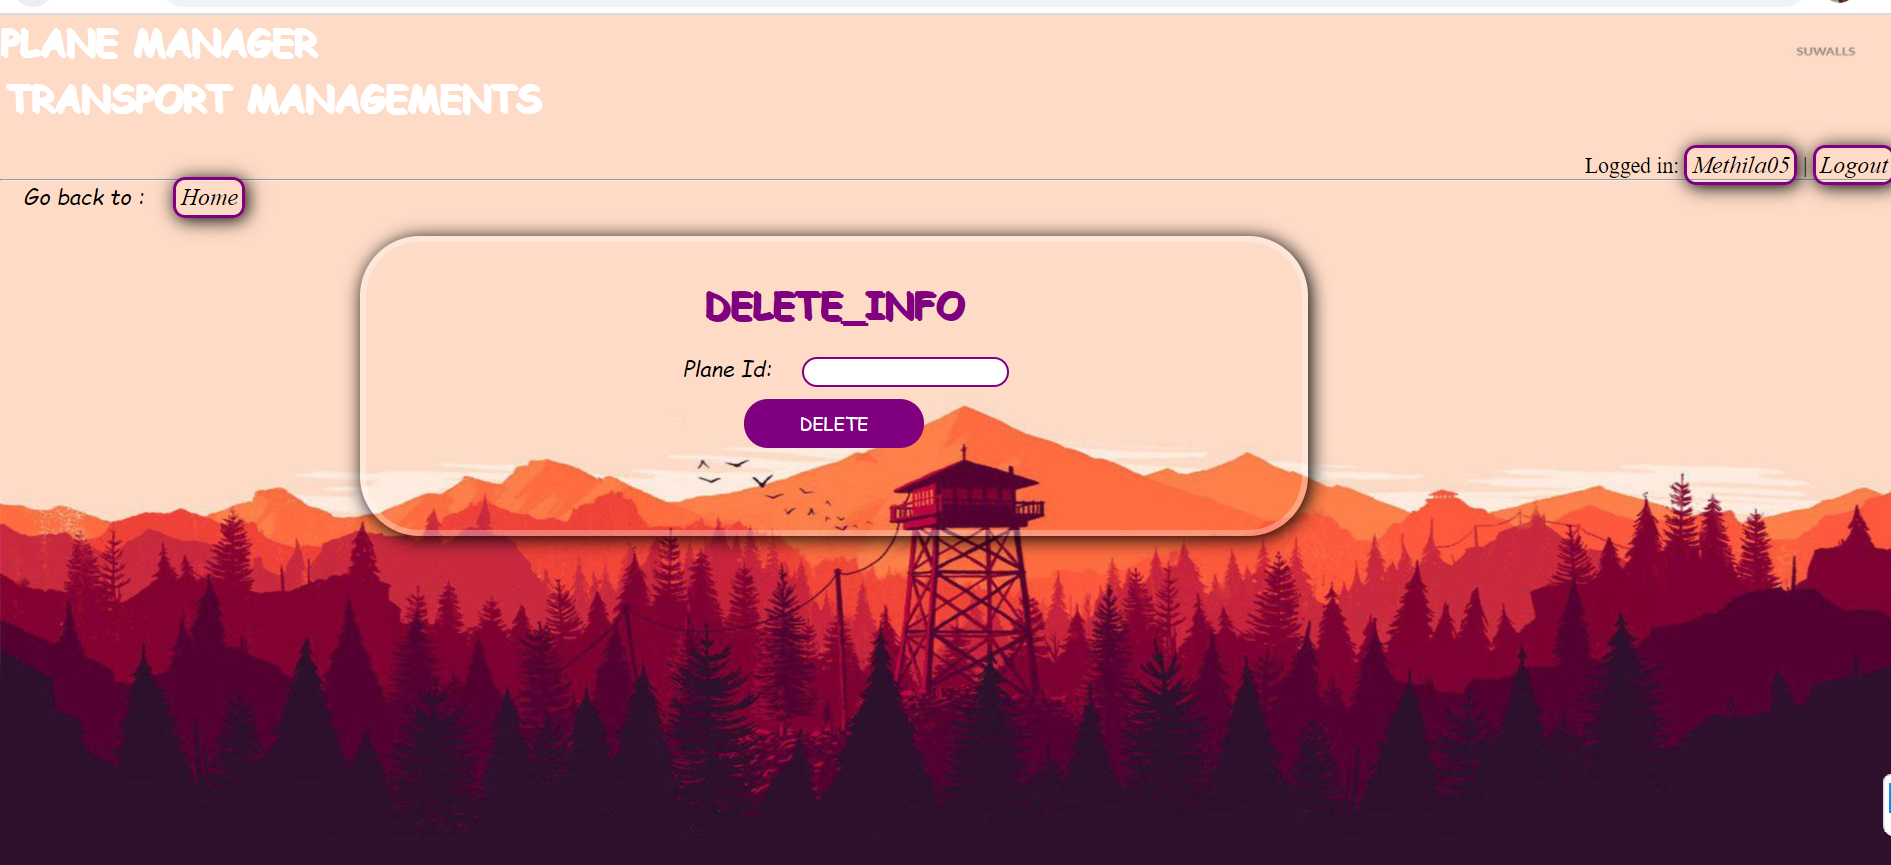 PLANE MANAGER
SUWALLS
TRANSPORT MANAGEMENTS
Logged in: Methila05 | Logout
Go back to : Home
DELETE_INFO
Plane Id:
DELETE